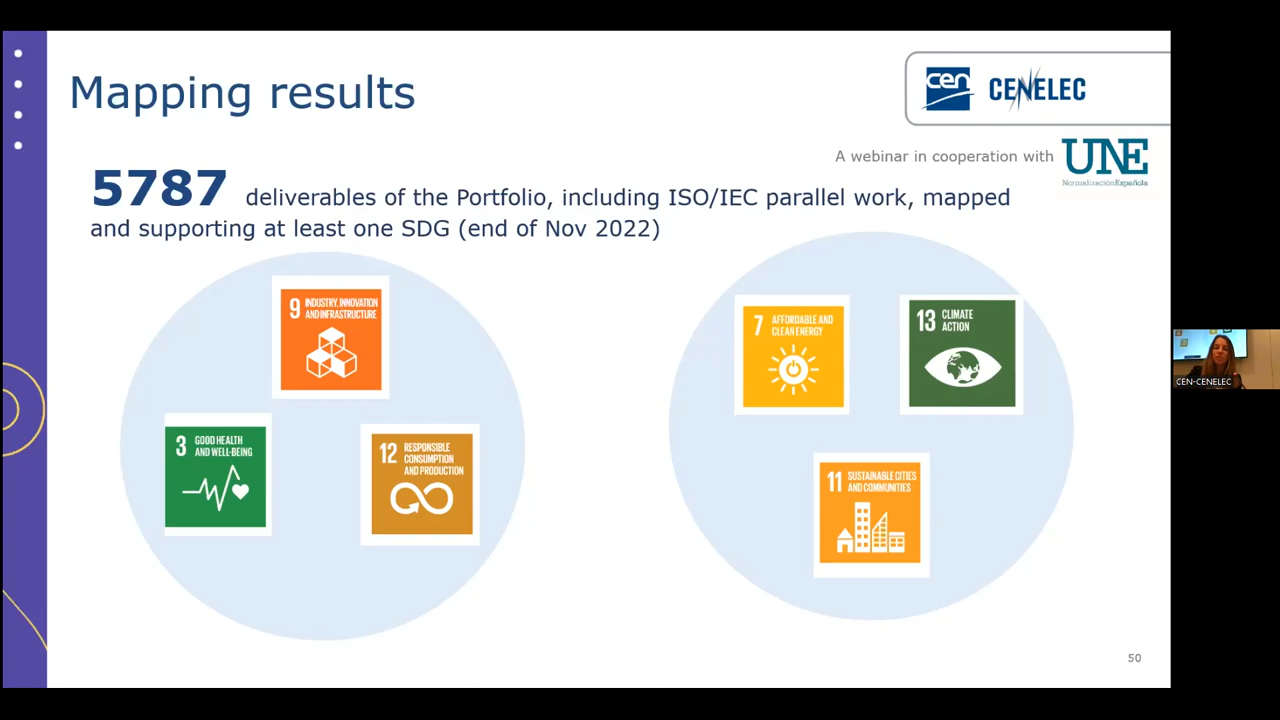 Mapping results
cen
CENELEC
A webinar in cooperation with
UNE
Normalización Española
5787 deliverables of the Portfolio, including ISO/IEC parallel work, mapped
and supporting at least one SDG (end of Nov 2022)
9 INDUSTRY, INNOVATION
AND INFRASTRUCTURE
3 GOOD HEALTH
AND WELL-BEING
12 RESPONSIBLE
CONSUMPTION
AND PRODUCTION
7 AFFORDABLE AND
CLEAN ENERGY
13 CLIMATE
ACTION
11 SUSTAINABLE CITIES
AND COMMUNITIES
CEN-CENELEC
50